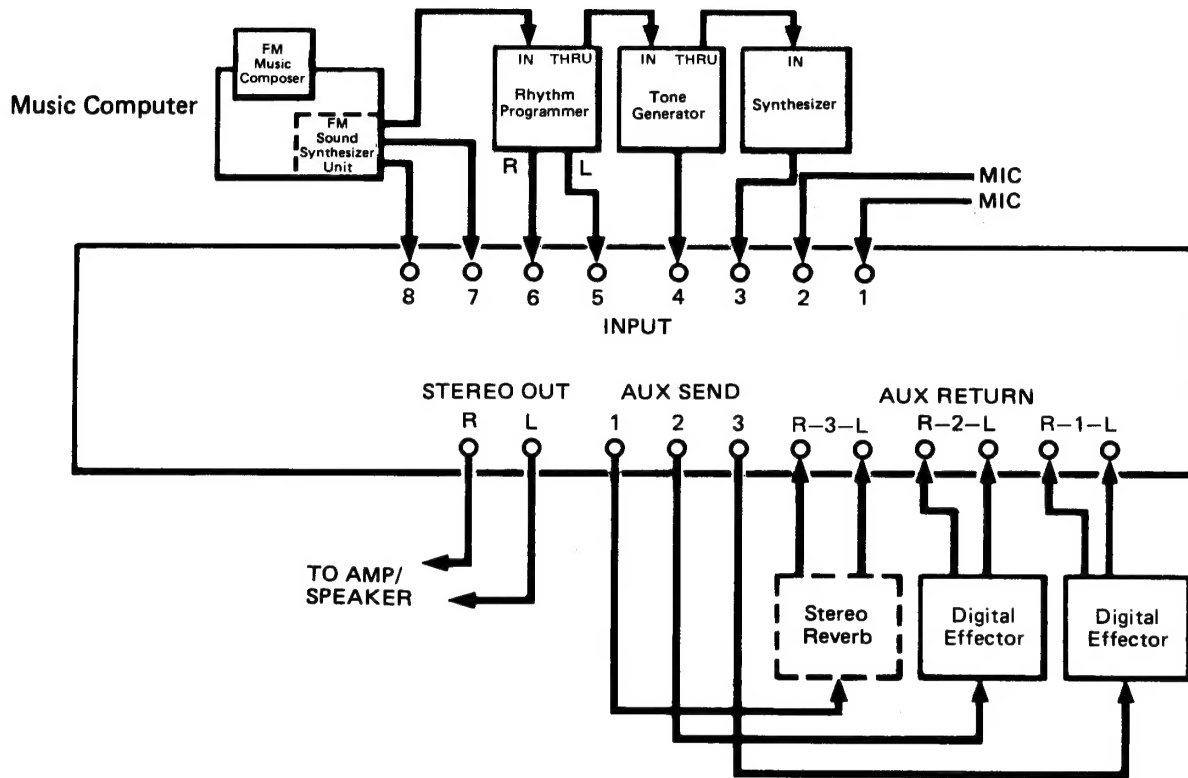 FM
Music
Composer
Music Computer
FM
Sound
Synthesizer
Unit
IN THRU
Rhythm
Programmer
IN THRU
Tone
Generator
IN
Synthesizer
R L
MIC
MIC
8 7 6 5 4 3 2 1
INPUT
STEREO OUT AUX SEND AUX RETURN
R L 1 2 3 R–3–L R–2–L R–1–L
TO AMP/
SPEAKER
Stereo
Reverb
Digital
Effector
Digital
Effector